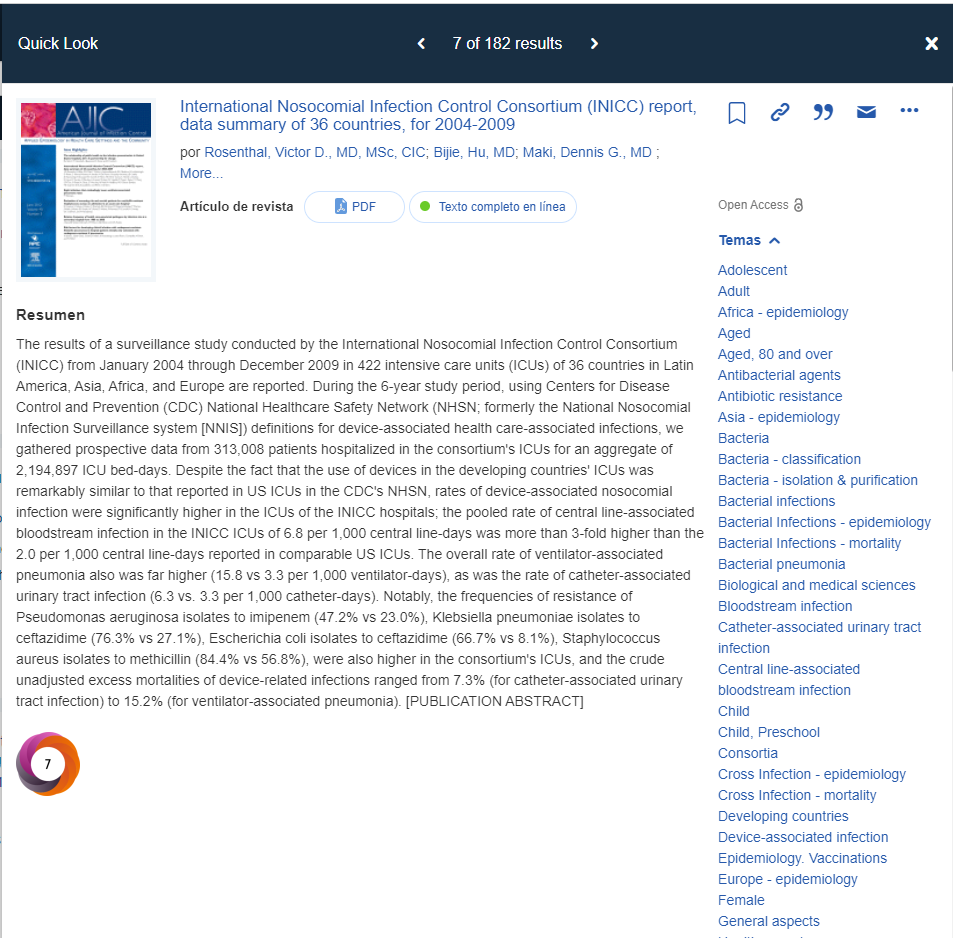 Quick Look
7 of 182 results
AJIC
American Journal of Infection Control
International Nosocomial Infection Control Consortium (INICC) report,
data summary of 36 countries, for 2004-2009
por Rosenthal, Victor D., MD, MSc, CIC; Bijie, Hu, MD; Maki, Dennis G., MD ;
More...
Artículo de revista
PDF
Texto completo en línea
Resumen
The results of a surveillance study conducted by the International Nosocomial Infection Control Consortium
(INICC) from January 2004 through December 2009 in 422 intensive care units (ICUs) of 36 countries in Latin
America, Asia, Africa, and Europe are reported. During the 6-year study period, using Centers for Disease
Control and Prevention (CDC) National Healthcare Safety Network (NHSN; formerly the National Nosocomial
Infection Surveillance system [NNIS]) definitions for device-associated health care-associated infections, we
gathered prospective data from 313,008 patients hospitalized in the consortium's ICUs for an aggregate of
2,194,897 ICU bed-days. Despite the fact that the use of devices in the developing countries' ICUs was
remarkably similar to that reported in US ICUs in the CDC's NHSN, rates of device-associated nosocomial
infection were significantly higher in the ICUs of the INICC hospitals; the pooled rate of central line-associated
bloodstream infection in the INICC ICUs of 6.8 per 1,000 central line-days was more than 3-fold higher than the
2.0 per 1,000 central line-days reported in comparable US ICUs. The overall rate of ventilator-associated
pneumonia also was far higher (15.8 vs 3.3 per 1,000 ventilator-days), as was the rate of catheter-associated
urinary tract infection (6.3 vs. 3.3 per 1,000 catheter-days). Notably, the frequencies of resistance of
Pseudomonas aeruginosa isolates to imipenem (47.2% vs 23.0%), Klebsiella pneumoniae isolates to
ceftazidime (76.3% vs 27.1%), Escherichia coli isolates to ceftazidime (66.7% vs 8.1%), Staphylococcus
aureus isolates to methicillin (84.4% vs 56.8%), were also higher in the consortium's ICUs, and the crude
unadjusted excess mortalities of device-related infections ranged from 7.3% (for catheter-associated urinary
tract infection) to 15.2% (for ventilator-associated pneumonia). [PUBLICATION ABSTRACT]
7
Open Access
Temas
Adolescent
Adult
Africa - epidemiology
Aged
Aged, 80 and over
Antibacterial agents
Antibiotic resistance
Asia - epidemiology
Bacteria
Bacteria - classification
Bacteria - isolation & purification
Bacterial infections
Bacterial Infections - epidemiology
Bacterial Infections - mortality
Bacterial pneumonia
Biological and medical sciences
Bloodstream infection
Catheter-associated urinary tract
infection
Central line-associated
bloodstream infection
Child
Child, Preschool
Consortia
Cross Infection - epidemiology
Cross Infection - mortality
Developing countries
Device-associated infection
Epidemiology. Vaccinations
Europe - epidemiology
Female
General aspects